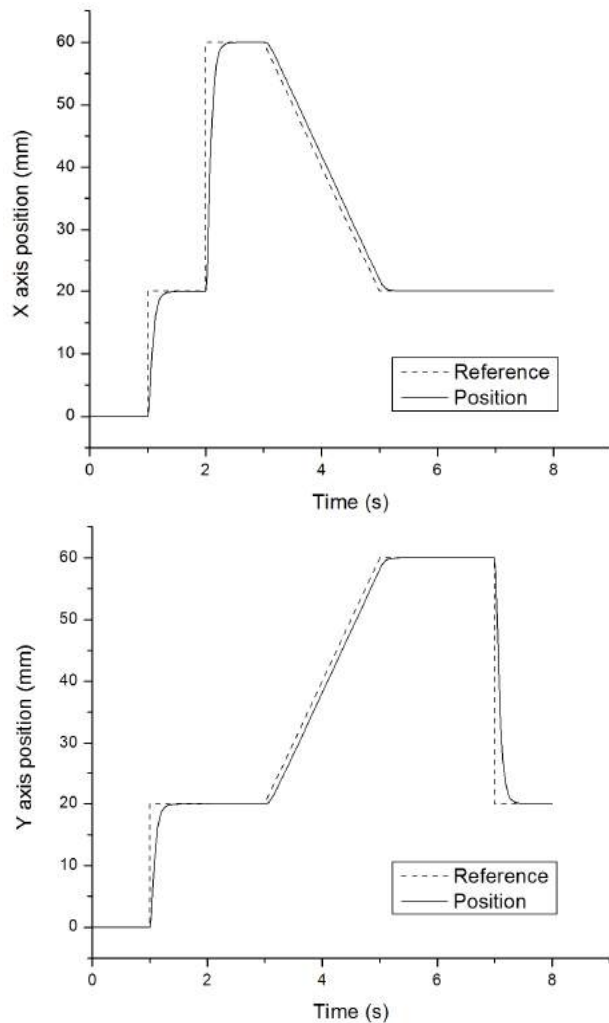 X axis position (mm)
60
50
40
30
20
10
0
Reference
Position
0 2 4 6 8
Time (s)
Y axis position (mm)
60
50
40
30
20
10
0
Reference
Position
0 2 4 6 8
Time (s)